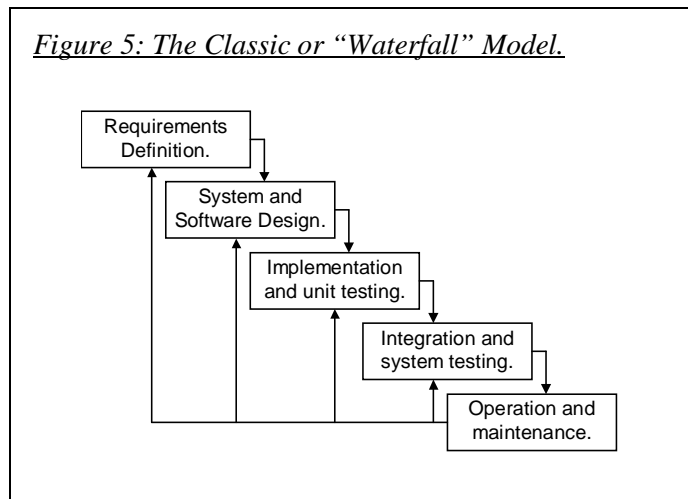 Figure 5: The Classic or “Waterfall” Model.
Requirements
Definition.
System and
Software Design.
Implementation
and unit testing.
Integration and
system testing.
Operation and
maintenance.